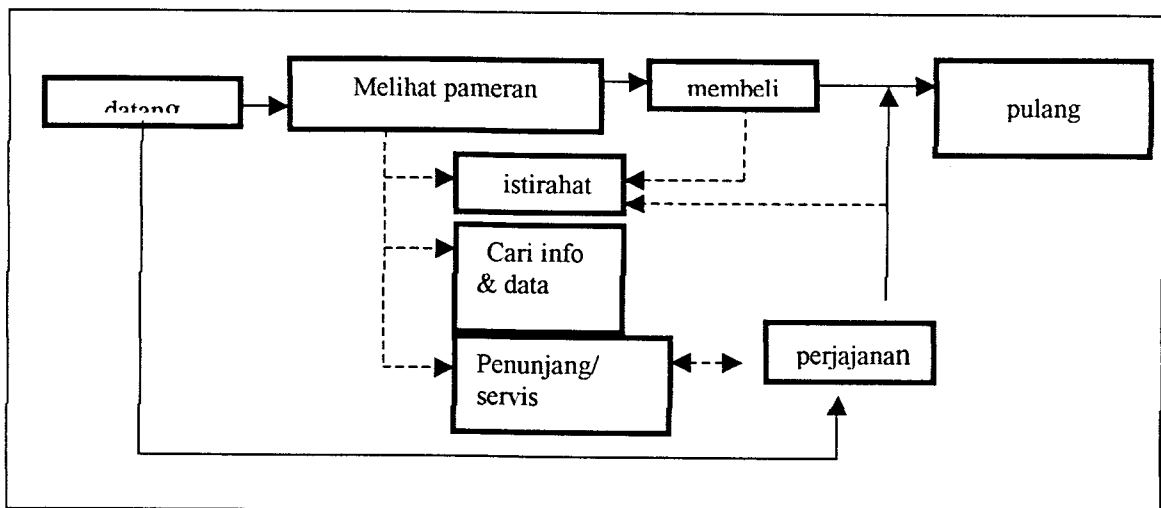 datang
Melihat pameran
membeli
pulang
istirahat
Cari info
& data
Penunjang/
servis
perjajanan